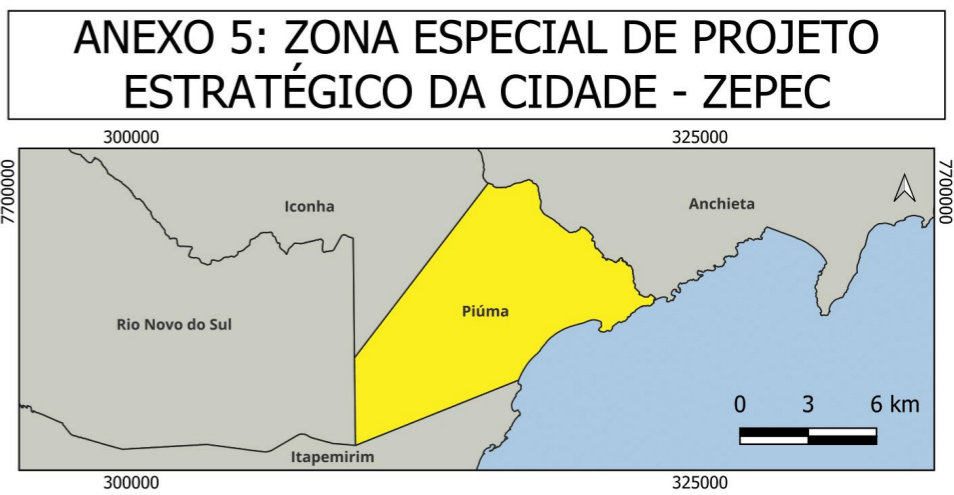 ANEXO 5: ZONA ESPECIAL DE PROJETO
ESTRATÉGICO DA CIDADE - ZEPEC
300000
325000
7700000
7700000
Iconha
Anchieta
Piúma
Rio Novo do Sul
0 3 6 km
Itapemirim
300000
325000